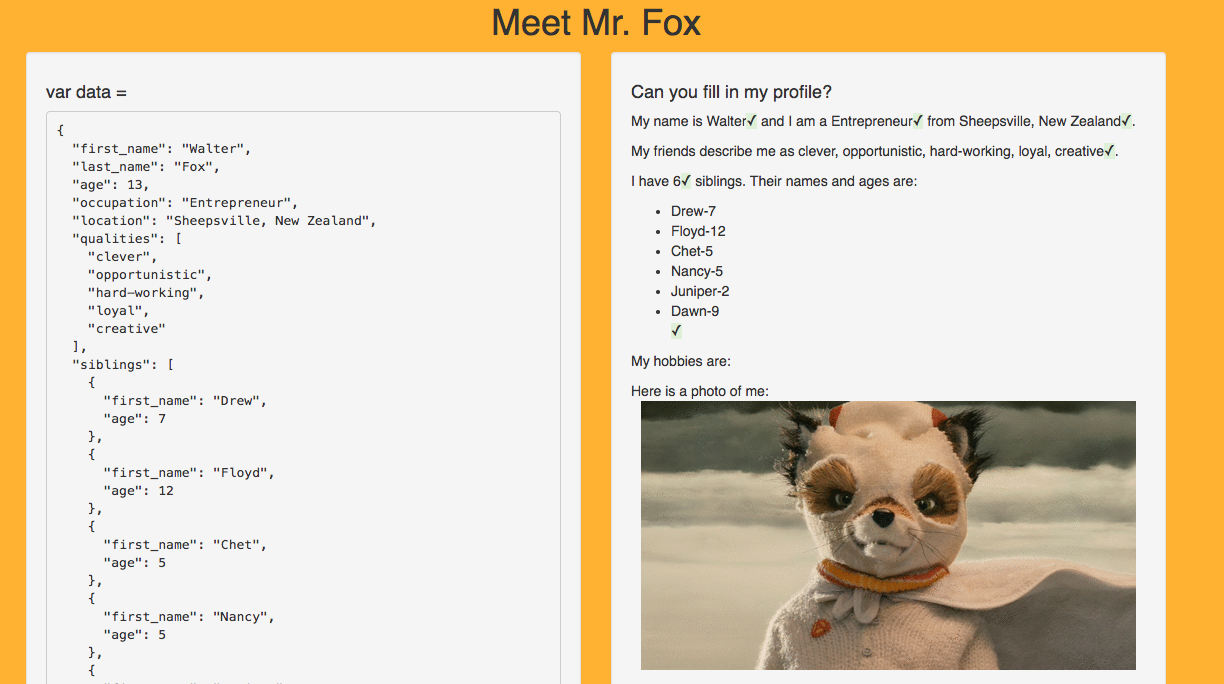 Meet Mr. Fox
var data =
{
"first_name": "Walter",
"last_name": "Fox",
"age": 13,
"occupation": "Entrepreneur",
"location": "Sheepsville, New Zealand",
"qualities": [
"clever",
"opportunistic",
"hard-working",
"loyal",
"creative"
],
"siblings": [
{
"first_name": "Drew",
"age": 7
},
{
"first_name": "Floyd",
"age": 12
},
{
"first_name": "Chet",
"age": 5
},
{
"first_name": "Nancy",
"age": 5
},
{
Can you fill in my profile?
My name is Walter✓ and I am a Entrepreneur✓ from Sheepsville, New Zealand✓.
My friends describe me as clever, opportunistic, hard-working, loyal, creative✓.
I have 6✓ siblings. Their names and ages are:
• Drew-7
• Floyd-12
• Chet-5
• Nancy-5
• Juniper-2
• Dawn-9
✓
My hobbies are:
Here is a photo of me: